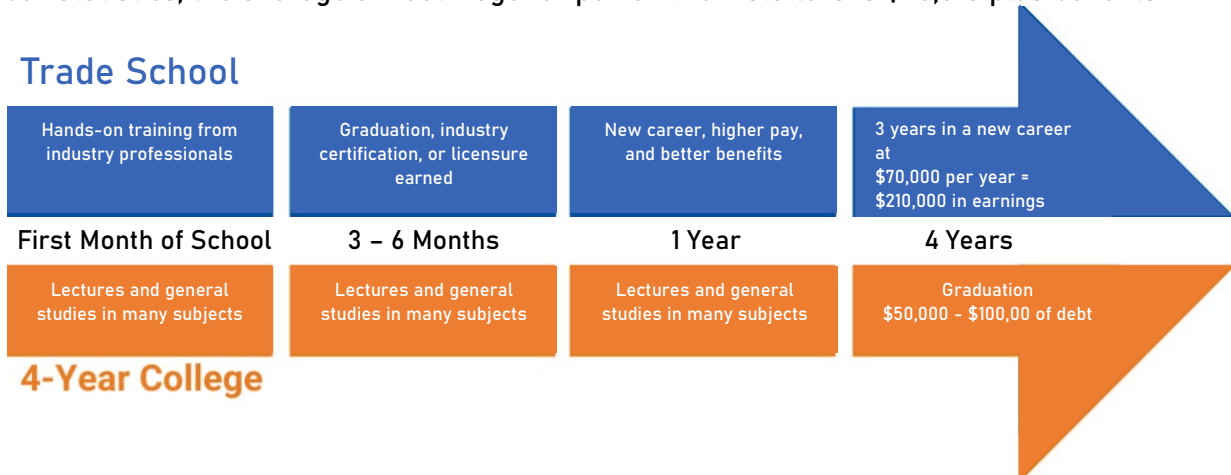 Statistics, the average
Trade School
Hands-on training from
industry professionals
Graduation, industry
certification, or licensure
earned
New career, higher pay,
and better benefits
3 years in a new career
at
$70,000 per year =
$210,000 in earnings
First Month of School
3 – 6 Months
1 Year
4 Years
Lectures and general
studies in many subjects
Lectures and general
studies in many subjects
Lectures and general
studies in many subjects
Graduation
$50,000 - $100,00 of debt
4-Year College